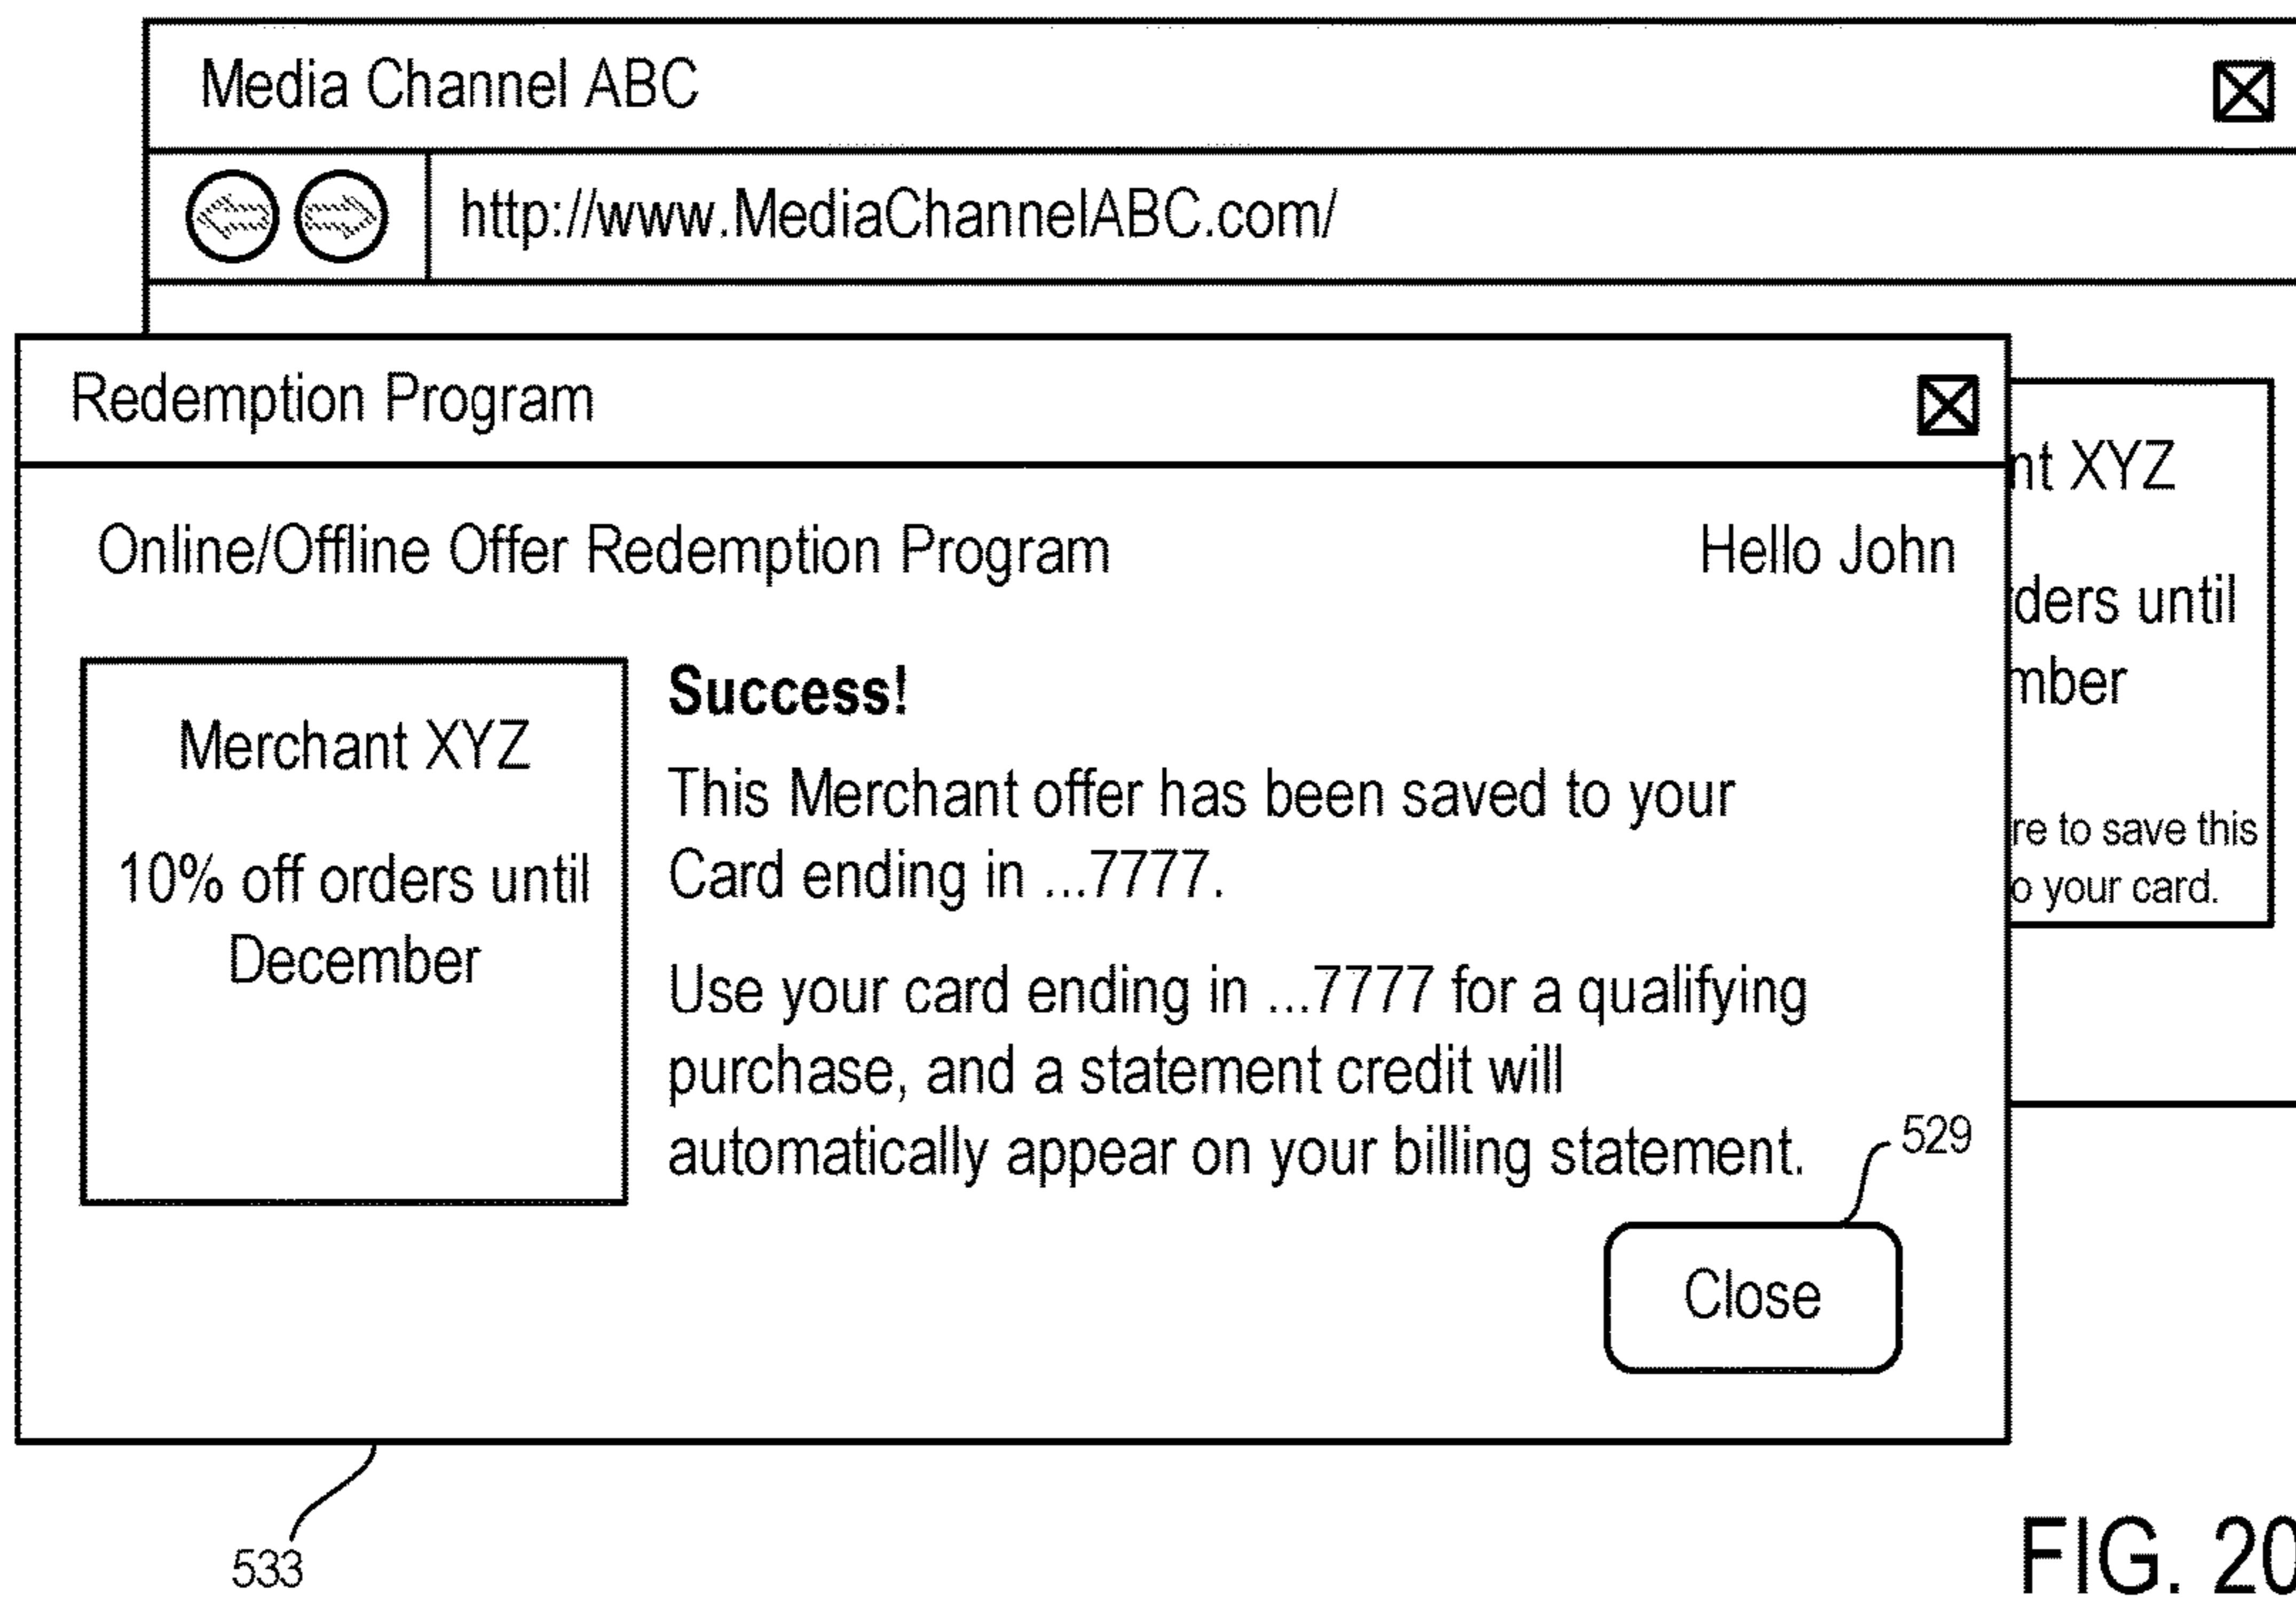 Media Channel ABC
http://www.MediaChannelABC.com/
Redemption Program
Online/Offline Offer Redemption Program
Hello John
Merchant XYZ
10% off orders until
December
Success!
This Merchant offer has been saved to your
Card ending in ...7777.
Use your card ending in ...7777 for a qualifying
purchase, and a statement credit will
automatically appear on your billing statement.
529
Close
nt XYZ
ders until
mber
re to save this
o your card.
533
FIG. 20